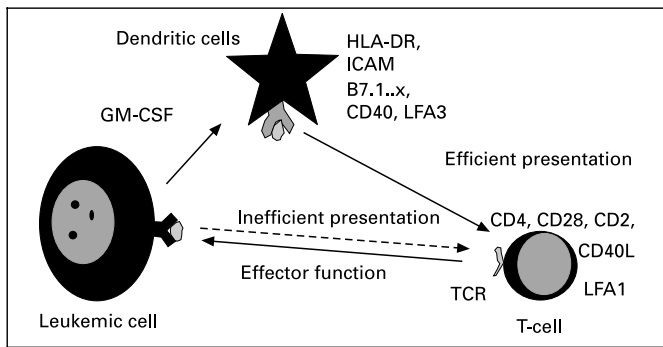 Dendritic cells
HLA-DR,
ICAM
B7.1..x,
CD40, LFA3
GM-CSF
Efficient presentation
Inefficient presentation
CD4, CD28, CD2,
CD40L
Effector function
TCR
LFA1
Leukemic cell
T-cell